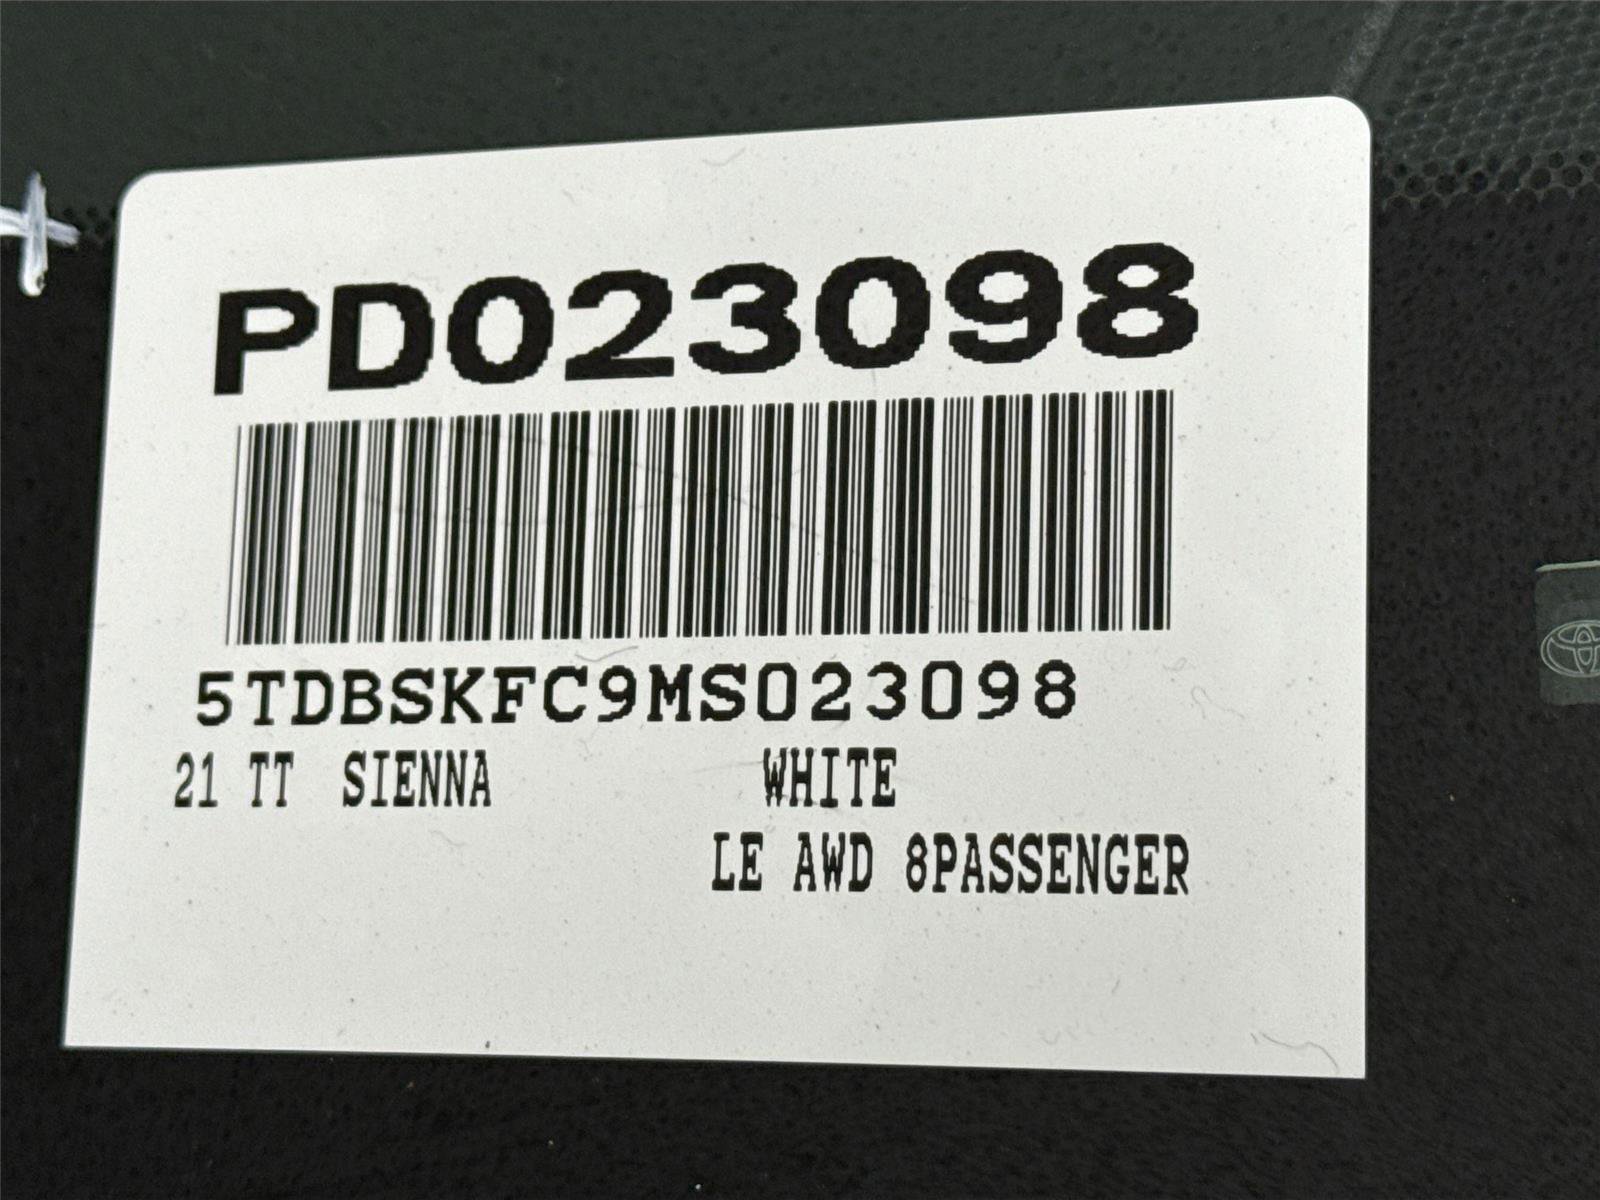 PD023098
5TDBSKFC9MS023098
21 TT SIENNA WHITE
LE AWD 8PASSENGER